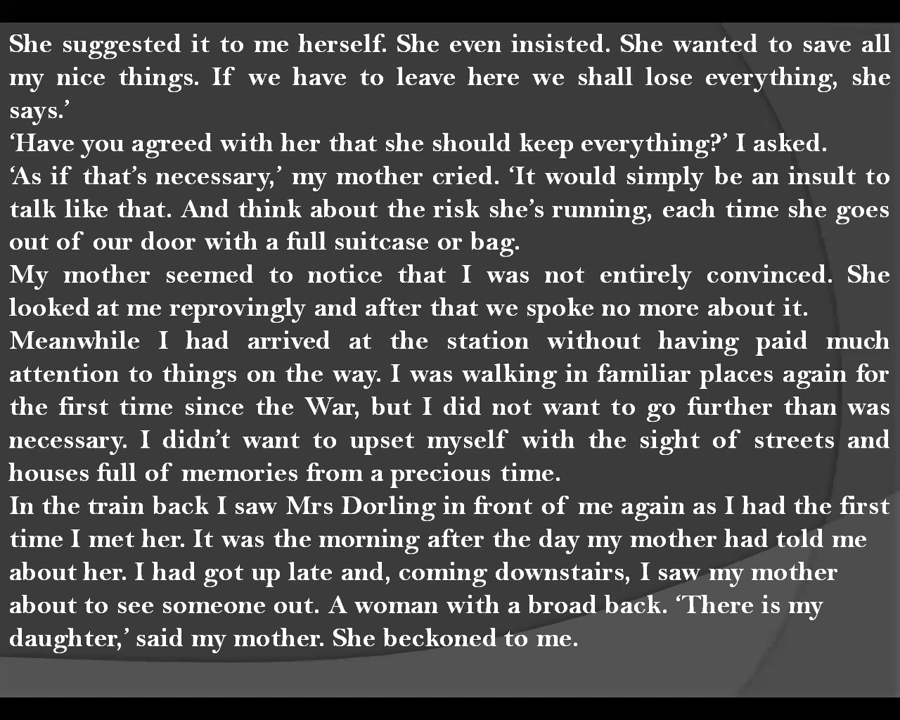 She suggested it to me herself. She even insisted. She wanted to save all
my nice things. If we have to leave here we shall lose everything, she
says.’
‘Have you agreed with her that she should keep everything?’ I asked.
‘As if that’s necessary,’ my mother cried. ‘It would simply be an insult to
talk like that. And think about the risk she’s running, each time she goes
out of our door with a full suitcase or bag.
My mother seemed to notice that I was not entirely convinced. She
looked at me reprovingly and after that we spoke no more about it.
Meanwhile I had arrived at the station without having paid much
attention to things on the way. I was walking in familiar places again for
the first time since the War, but I did not want to go further than was
necessary. I didn’t want to upset myself with the sight of streets and
houses full of memories from a precious time.
In the train back I saw Mrs Dorling in front of me again as I had the first
time I met her. It was the morning after the day my mother had told me
about her. I had got up late and, coming downstairs, I saw my mother
about to see someone out. A woman with a broad back. ‘There is my
daughter,’ said my mother. She beckoned to me.